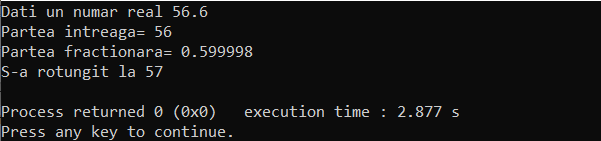 Dati un numar real 56.6
Partea intreaga= 56
Partea fractionara= 0.599998
S-a rotungit la 57
Process returned 0 (0x0)   execution time : 2.877 s
Press any key to continue.